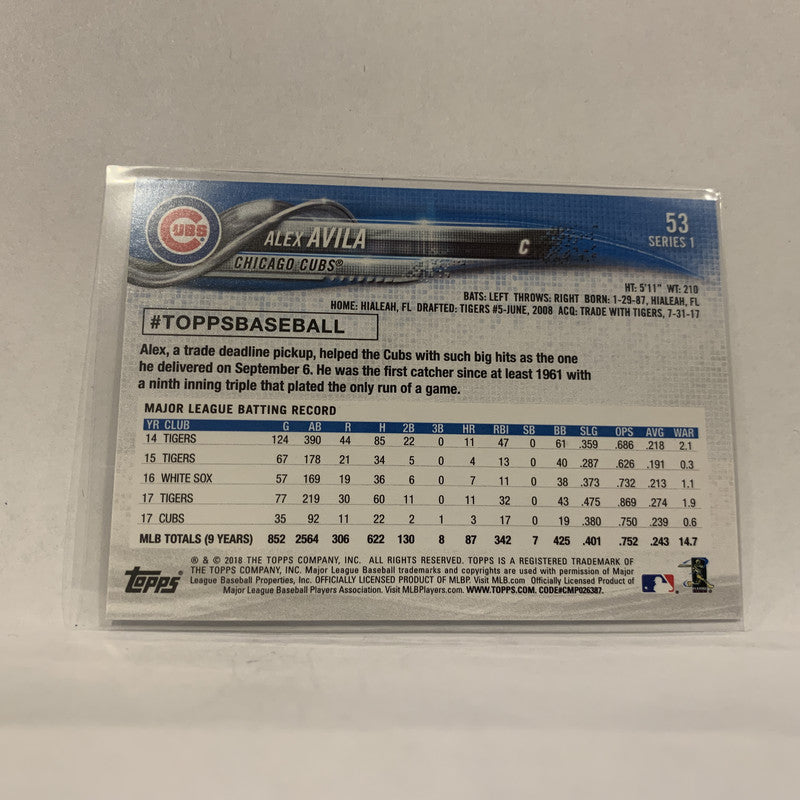 CUBS
ALEX AVILA
CHICAGO CUBS®
C
53
SERIES 1
HT: 5'11" WT: 210
BATS: LEFT THROWS: RIGHT BORN: 1-29-87, HIALEAH, FL
HOME: HIALEAH, FL DRAFTED: TIGERS #5-JUNE, 2008 ACQ: TRADE WITH TIGERS, 7-31-17
#TOPPSBASEBALL
Alex, a trade deadline pickup, helped the Cubs with such big hits as the one
he delivered on September 6. He was the first catcher since at least 1961 with
a ninth inning triple that plated the only run of a game.
MAJOR LEAGUE BATTING RECORD
YR CLUB G AB R H 2B 3B HR RBI SB BB SLG OPS AVG WAR
14 TIGERS 124 390 44 85 22 0 11 47 0 61 .359 .686 .218 2.1
15 TIGERS 67 178 21 34 5 0 4 13 0 40 .287 .626 .191 0.3
16 WHITE SOX 57 169 19 36 6 0 7 11 0 38 .373 .732 .213 1.1
17 TIGERS 77 219 30 60 11 0 11 32 0 43 .475 .869 .274 1.9
17 CUBS 35 92 11 22 2 1 3 17 0 19 .380 .750 .239 0.6
MLB TOTALS (9 YEARS) 852 2564 306 622 130 8 87 342 7 425 .401 .752 .243 14.7
® & © 2018 THE TOPPS COMPANY, INC. ALL RIGHTS RESERVED. TOPPS IS A REGISTERED TRADEMARK OF
THE TOPPS COMPANY, INC. Major League Baseball trademarks and copyrights are used with permission of Major
League Baseball Properties, Inc. OFFICIALLY LICENSED PRODUCT OF MLBP. Visit MLB.com Officially Licensed Product of
Major League Baseball Players Association. Visit MLBPlayers.com. WWW.TOPPS.COM. CODE#CMP026387.
Topps